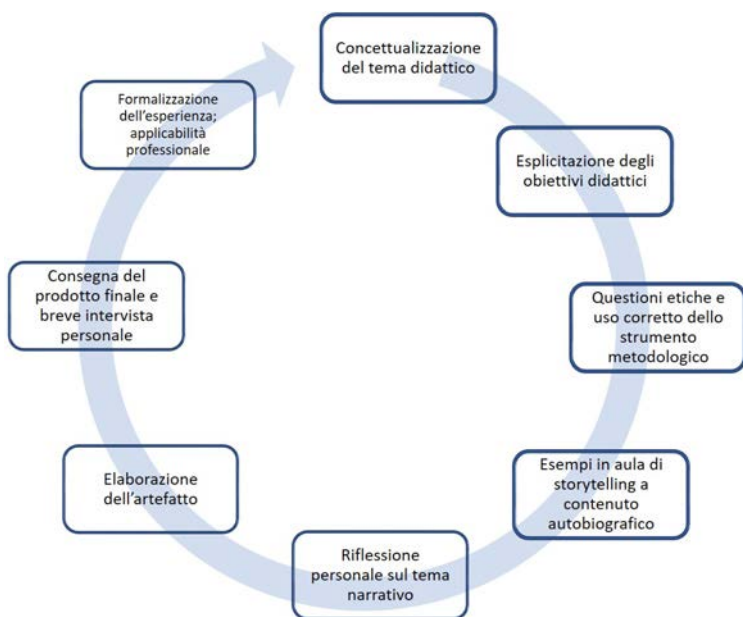 Concettualizzazione
del tema didattico
Esplicitazione degli
obiettivi didattici
Questioni etiche e
uso corretto dello
strumento
metodologico
Esempi in aula di
storytelling a
contenuto
autobiografico
Riflessione
personale sul tema
narrativo
Elaborazione
dell'artefatto
Consegna del
prodotto finale e
breve intervista
personale
Formalizzazione
dell'esperienza;
applicabilità
professionale